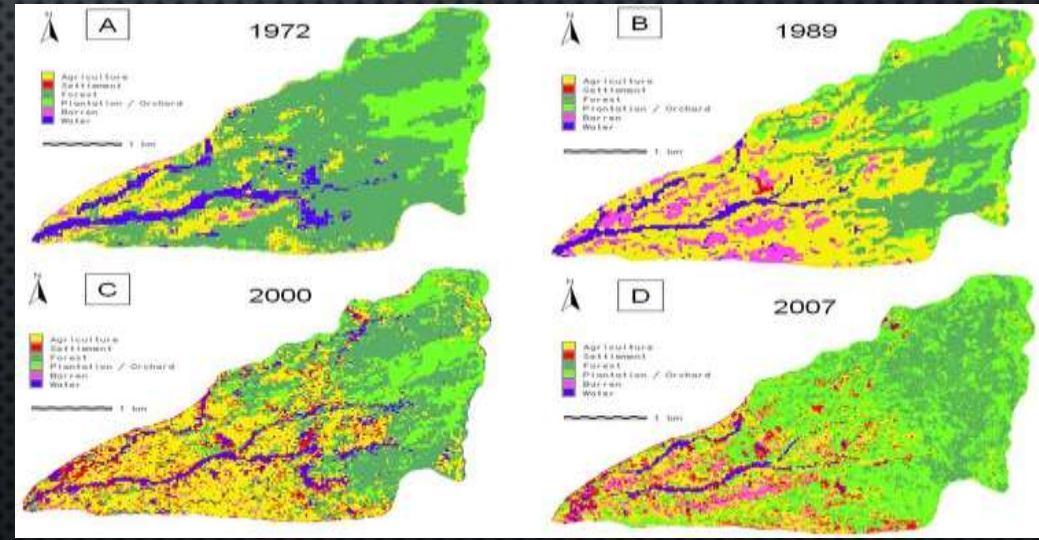 N
A
1972
Agriculture
Settlement
Forest
Plantation / Orchard
Barren
Water
1 km
N
B
1989
Agriculture
Settlement
Forest
Plantation / Orchard
Barren
Water
1 km
N
C
2000
Agriculture
Settlement
Forest
Plantation / Orchard
Barren
Water
1 km
N
D
2007
Agriculture
Settlement
Forest
Plantation / Orchard
Barren
Water
1 km